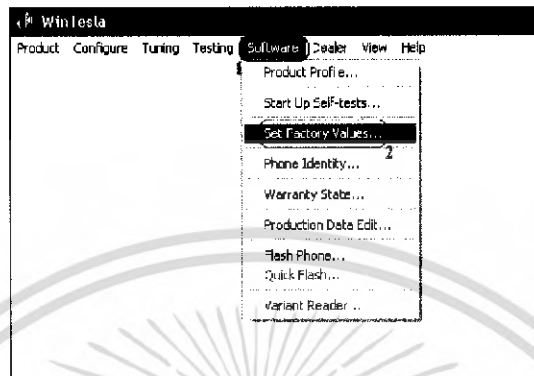 WinTesla
Product Configure Tuning Testing Software Dealer View Help
1
Product Profile...
Start Up Self-tests...
Set Factory Values...
2
Phone Identity...
Warranty State...
Production Data Edit...
Flash Phone...
Quick Flash...
Variant Reader ...